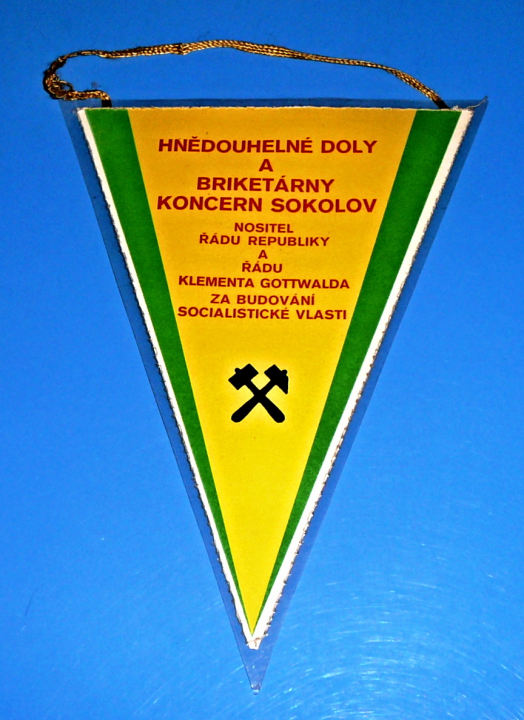 HNĚDOUHELNÉ DOLY
A
BRIKETÁRNY
KONCERN SOKOLOV
NOSITEL
ŘÁDU REPUBLIKY
A
ŘÁDU
KLEMENTA GOTTWALDA
ZA BUDOVÁNÍ
SOCIALISTICKÉ VLASTI